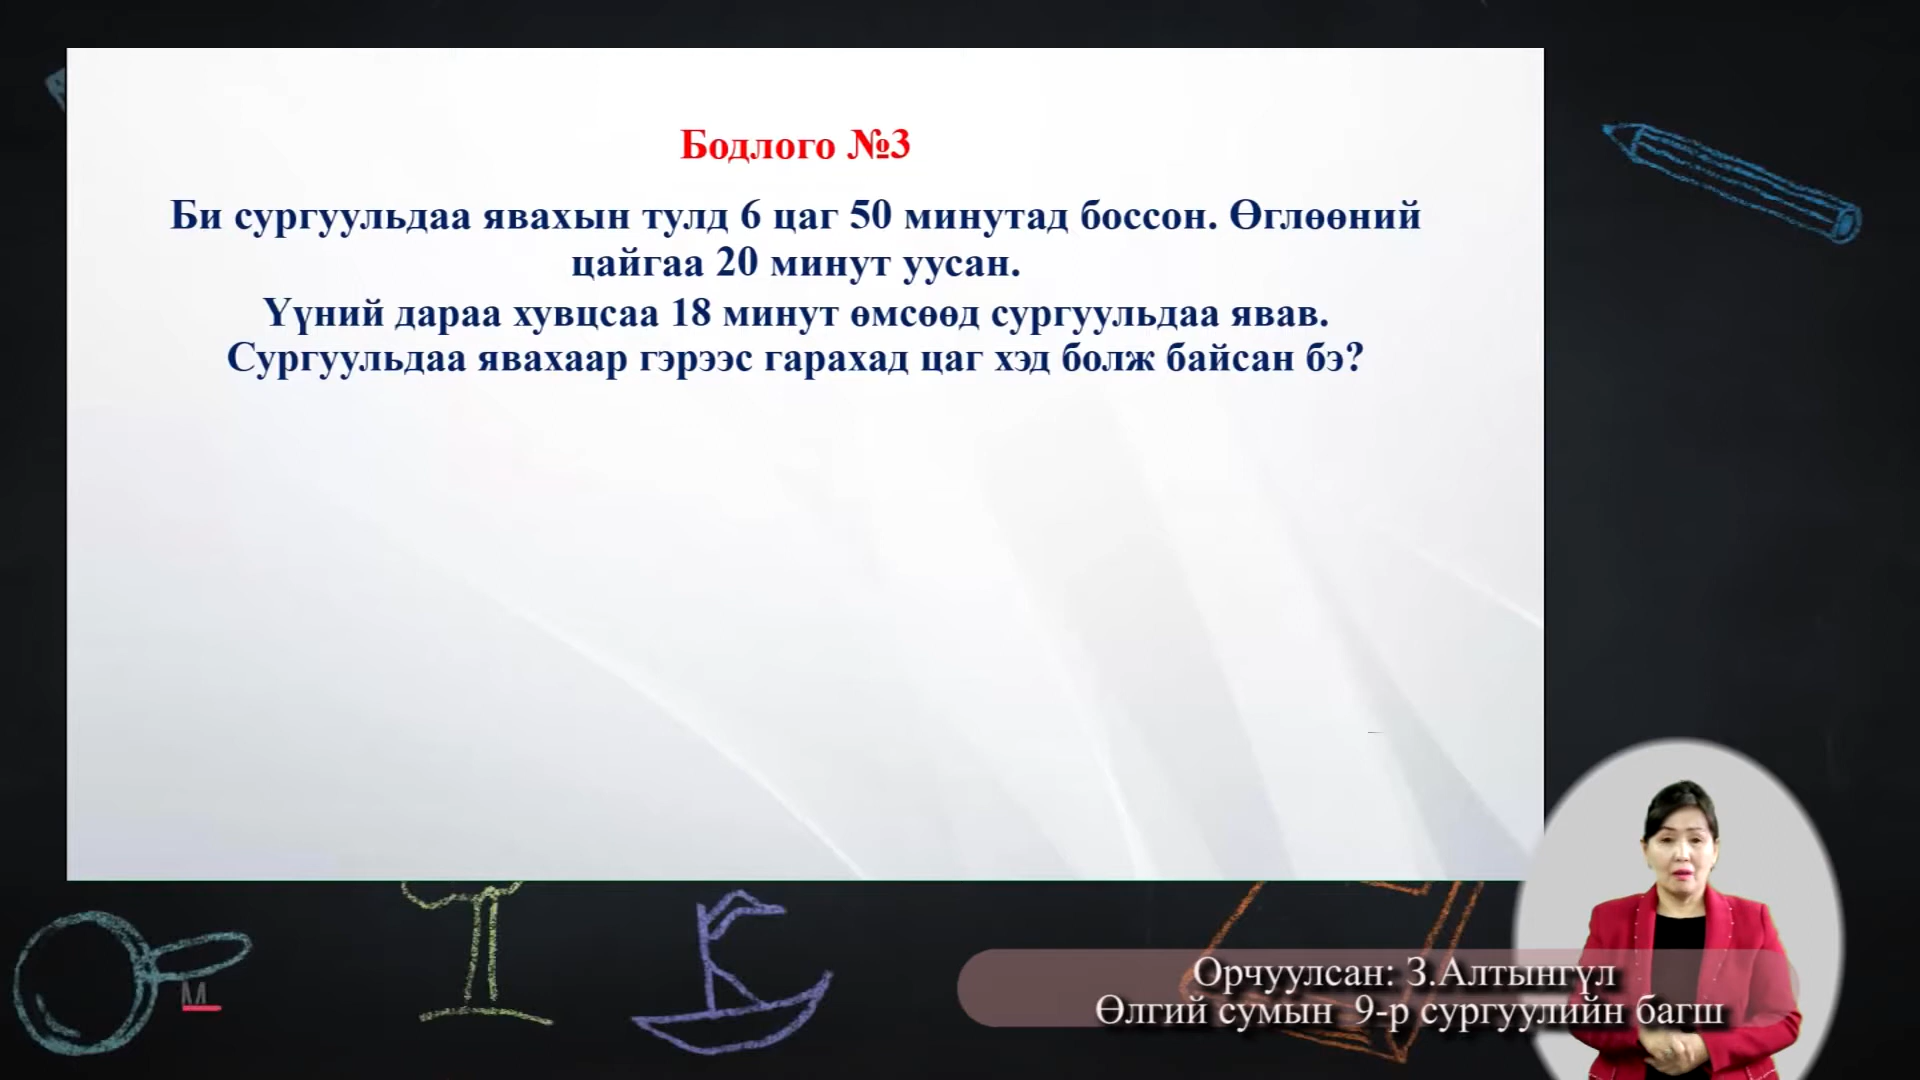 Бодлого №3
Би сургуульдаа явахын тулд 6 цаг 50 минутад боссон. Өглөөний
цайгаа 20 минут уусан.
Үүний дараа хувцсаа 18 минут өмсөөд сургуульдаа явав.
Сургуульдаа явахаар гэрээс гарахад цаг хэд болж байсан бэ?
Орчуулсан: З.Алтынгүл
Өлгий сумын 9-р сургуулийн багш